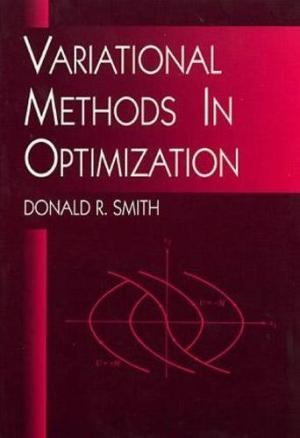 VARIATIONAL
METHODS IN
OPTIMIZATION
DONALD R. SMITH
U=-M
U=-M